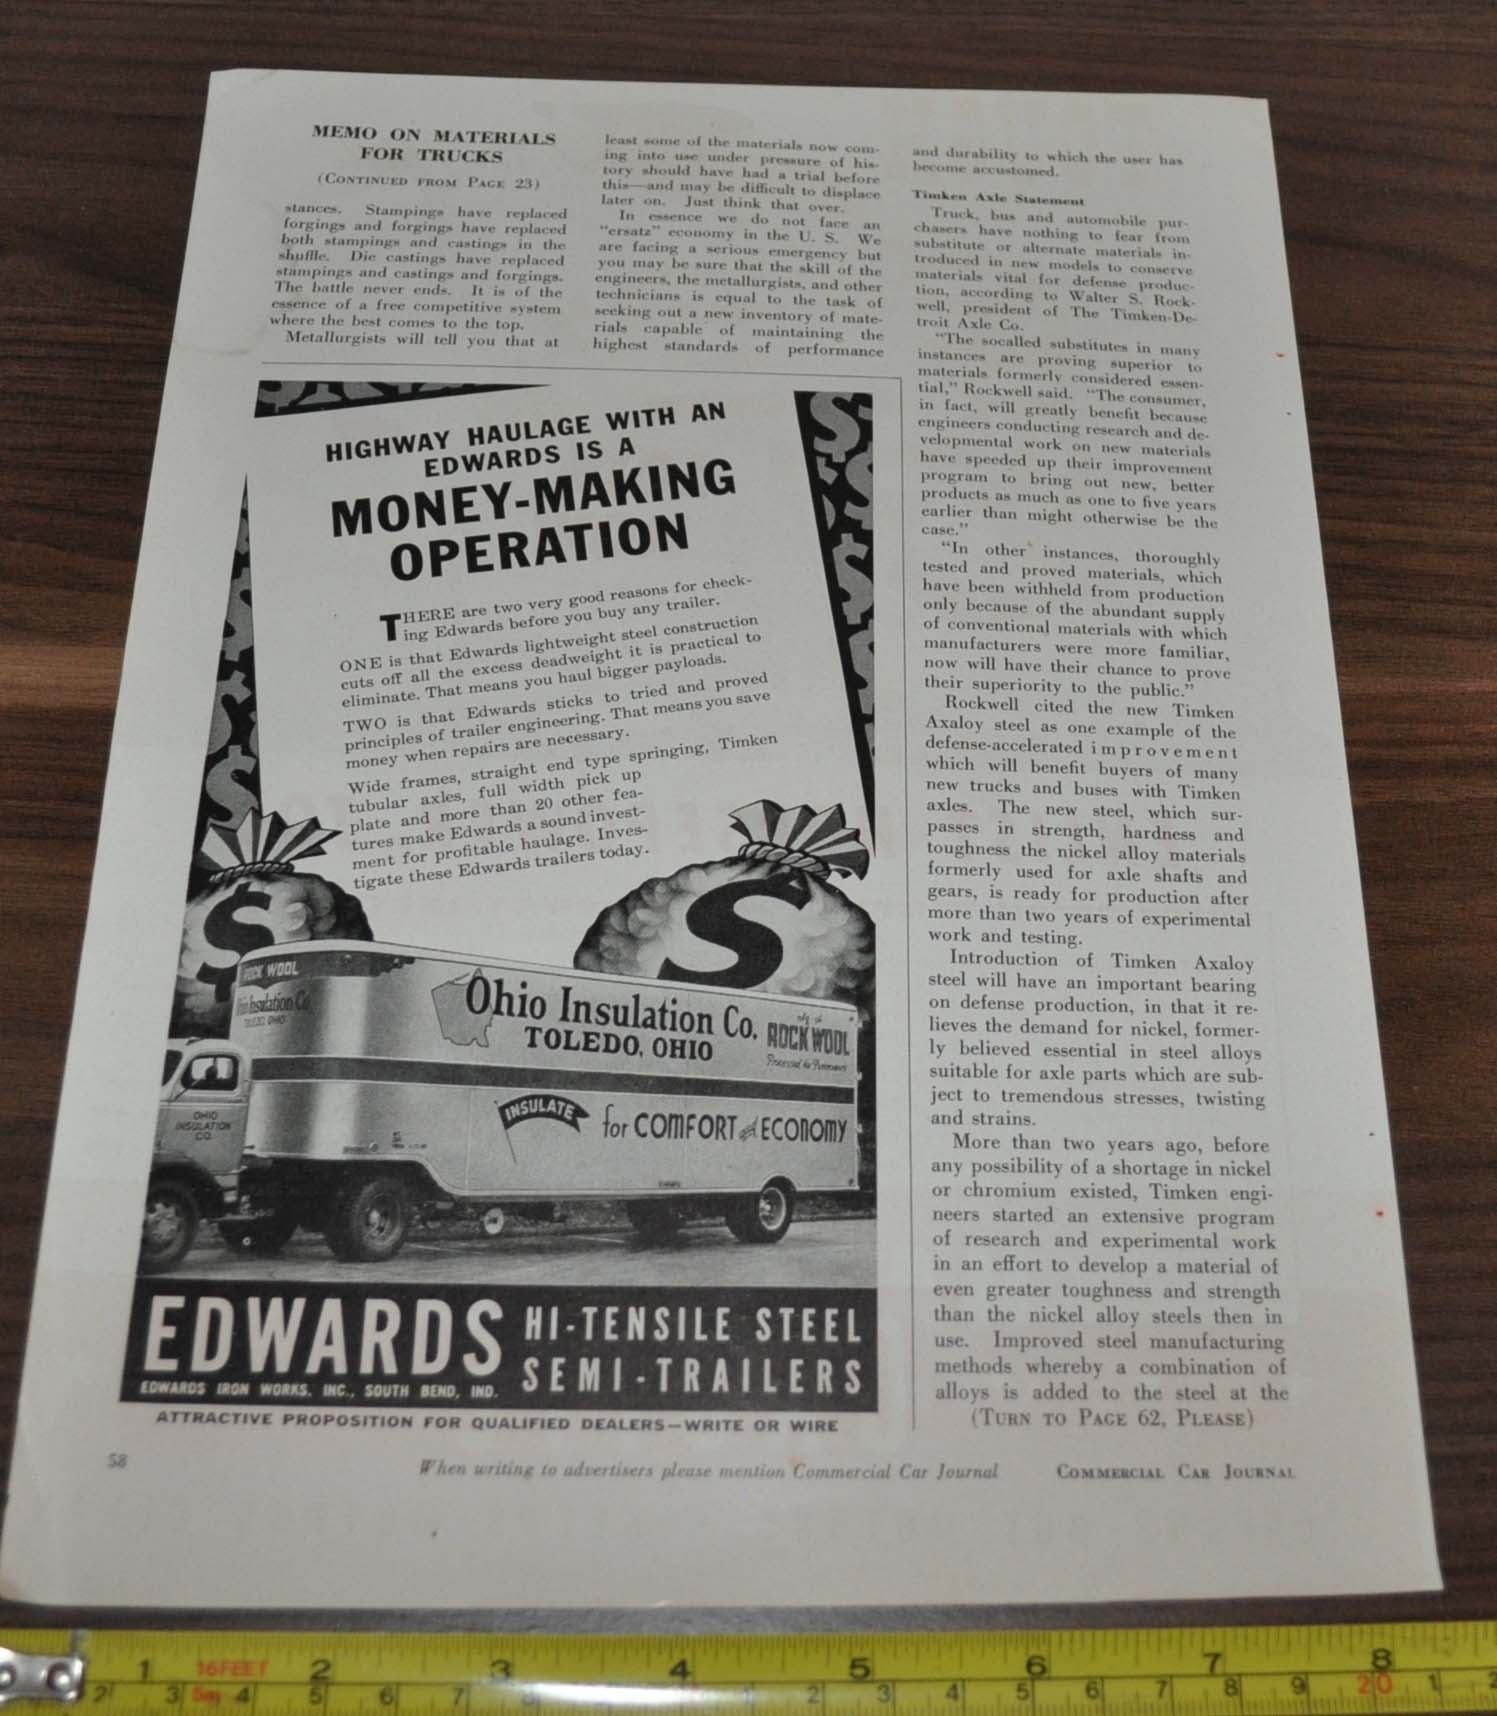 MEMO ON MATERIALS
FOR TRUCKS
(CONTINUED FROM PAGE 23)
stances. Stampings have replaced
forgings and forgings have replaced
both stampings and castings in the
shuffle. Die castings have replaced
stampings and castings and forgings.
The battle never ends. It is of the
essence of a free competitive system
where the best comes to the top.
Metallurgists will tell you that at
least some of the materials now com-
ing into use under pressure of his-
tory should have had a trial before
this—and may be difficult to displace
later on. Just think that over.
In essence we do not face an
"ersatz" economy in the U. S. We
are facing a serious emergency but
you may be sure that the skill of the
engineers, the metallurgists, and other
technicians is equal to the task of
seeking out a new inventory of mate-
rials capable of maintaining the
highest standards of performance
and durability to which the user has
become accustomed.
Timken Axle Statement
Truck, bus and automobile pur-
chasers have nothing to fear from
substitute or alternate materials in-
troduced in new models to conserve
materials vital for defense produc-
tion, according to Walter S. Rock-
well, president of The Timken-De-
troit Axle Co.
"The socalled substitutes in many
instances are proving superior to
materials formerly considered essen-
tial," Rockwell said. "The consumer,
in fact, will greatly benefit because
engineers conducting research and de-
velopmental work on new materials
have speeded up their improvement
program to bring out new, better
products as much as one to five years
earlier than might otherwise be the
case."
"In other instances, thoroughly
tested and proved materials, which
have been withheld from production
only because of the abundant supply
of conventional materials with which
manufacturers were more familiar,
now will have their chance to prove
their superiority to the public."
Rockwell cited the new Timken
Axaloy steel as one example of the
defense-accelerated improvement
which will benefit buyers of many
new trucks and buses with Timken
axles. The new steel, which sur-
passes in strength, hardness and
toughness the nickel alloy materials
formerly used for axle shafts and
gears, is ready for production after
more than two years of experimental
work and testing.
Introduction of Timken Axaloy
steel will have an important bearing
on defense production, in that it re-
lieves the demand for nickel, former-
ly believed essential in steel alloys
suitable for axle parts which are sub-
ject to tremendous stresses, twisting
and strains.
More than two years ago, before
any possibility of a shortage in nickel
or chromium existed, Timken engi-
neers started an extensive program
of research and experimental work
in an effort to develop a material of
even greater toughness and strength
than the nickel alloy steels then in
use. Improved steel manufacturing
methods whereby a combination of
alloys is added to the steel at the
(TURN TO PAGE 62, PLEASE)
HIGHWAY HAULAGE WITH AN
EDWARDS IS A
MONEY-MAKING
OPERATION
THERE are two very good reasons for check-
ing Edwards before you buy any trailer.
ONE is that Edwards lightweight steel construction
cuts off all the excess deadweight it is practical to
eliminate. That means you haul bigger payloads.
TWO is that Edwards sticks to tried and proved
principles of trailer engineering. That means you save
money when repairs are necessary.
Wide frames, straight end type springing, Timken
tubular axles, full width pick up
plate and more than 20 other fea-
tures make Edwards a sound invest-
ment for profitable haulage. Inves-
tigate these Edwards trailers today.
$ $
ROCK WOOL
Ohio Insulation Co.
TOLEDO, OHIO
Ohio Insulation Co.
TOLEDO, OHIO
ROCK WOOL
INSULATE for COMFORT and ECONOMY
OHIO
INSULATION
CO.
EDWARDS HI-TENSILE STEEL
SEMI-TRAILERS
EDWARDS IRON WORKS, INC., SOUTH BEND, IND.
ATTRACTIVE PROPOSITION FOR QUALIFIED DEALERS—WRITE OR WIRE
58
When writing to advertisers please mention Commercial Car Journal
COMMERCIAL CAR JOURNAL
1 16FEET 2 3 4 5 6 7 8
2 3 5m 4 5 6 7 1 2 3 4 5 6 7 8 9 20 1 2